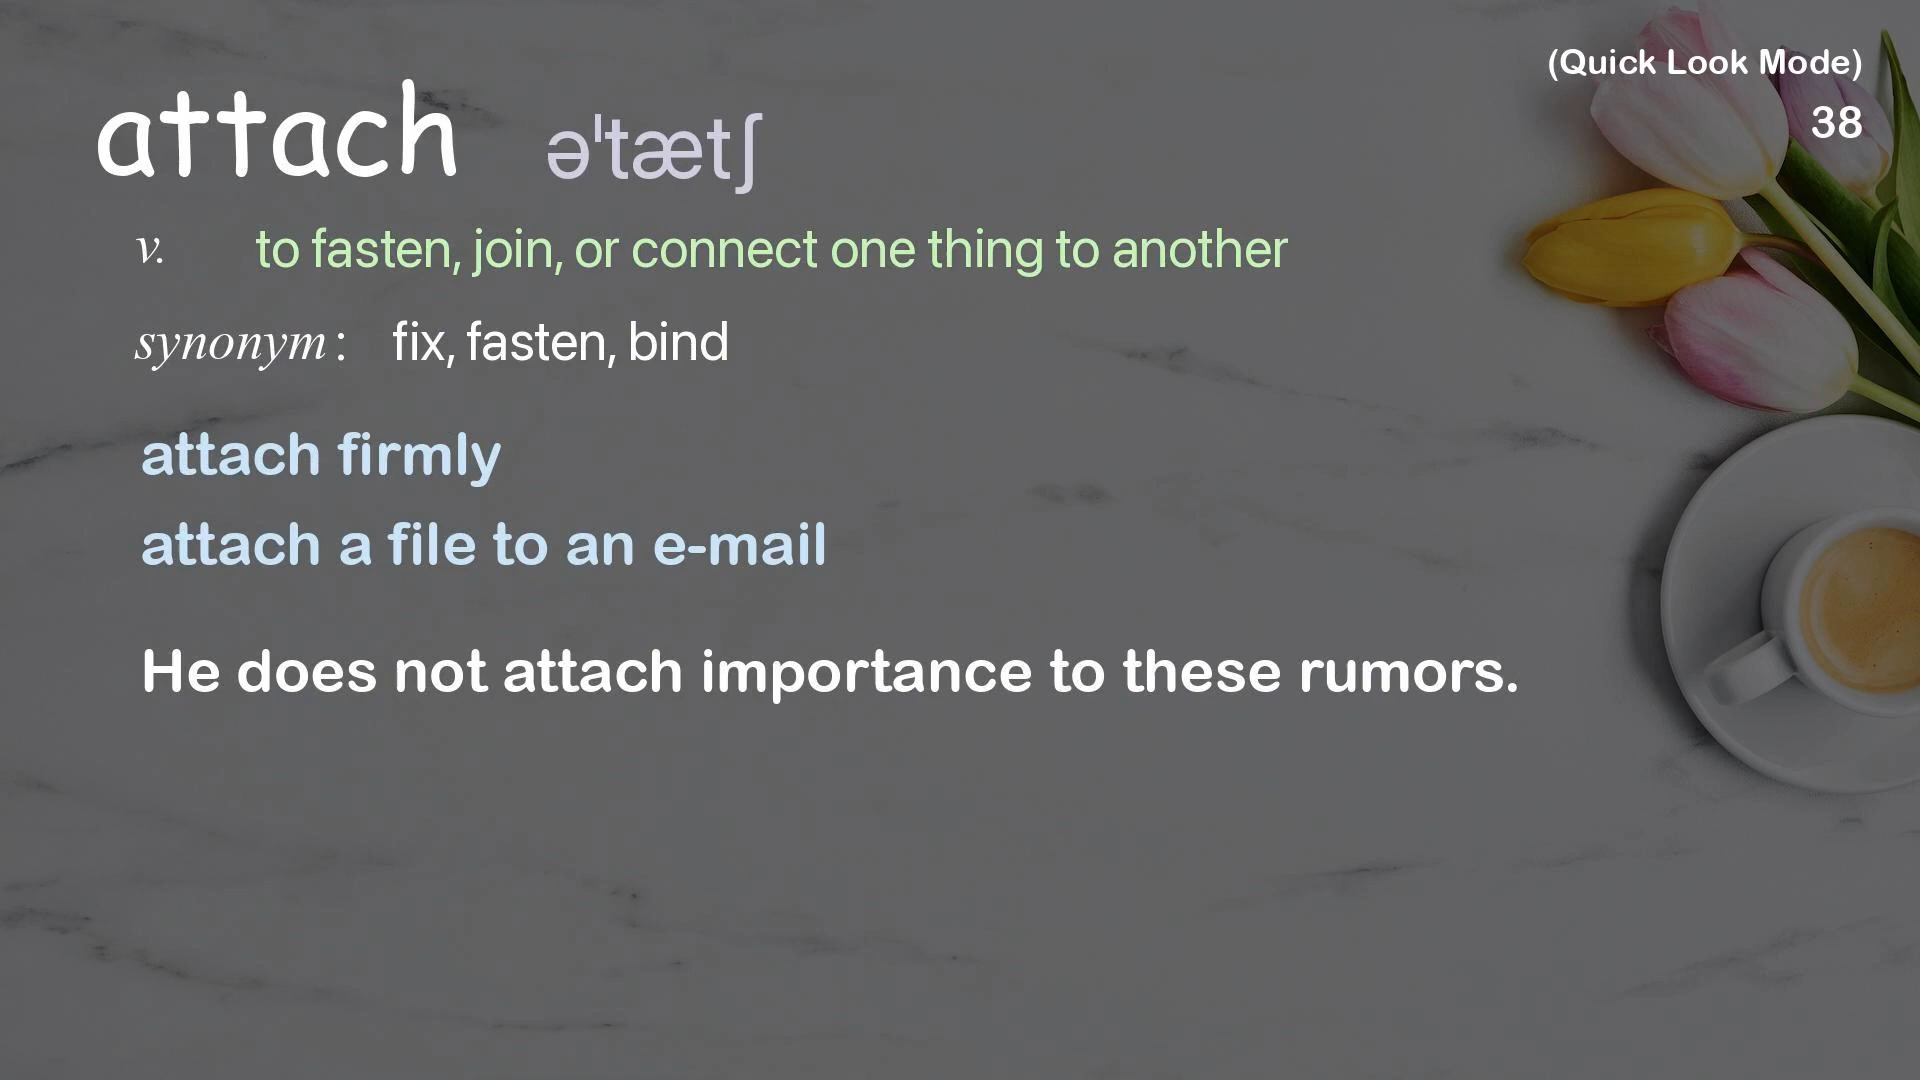 (Quick Look Mode)
38
attach əˈtætʃ
v. to fasten, join, or connect one thing to another
synonym : fix, fasten, bind
attach firmly
attach a file to an e-mail
He does not attach importance to these rumors.